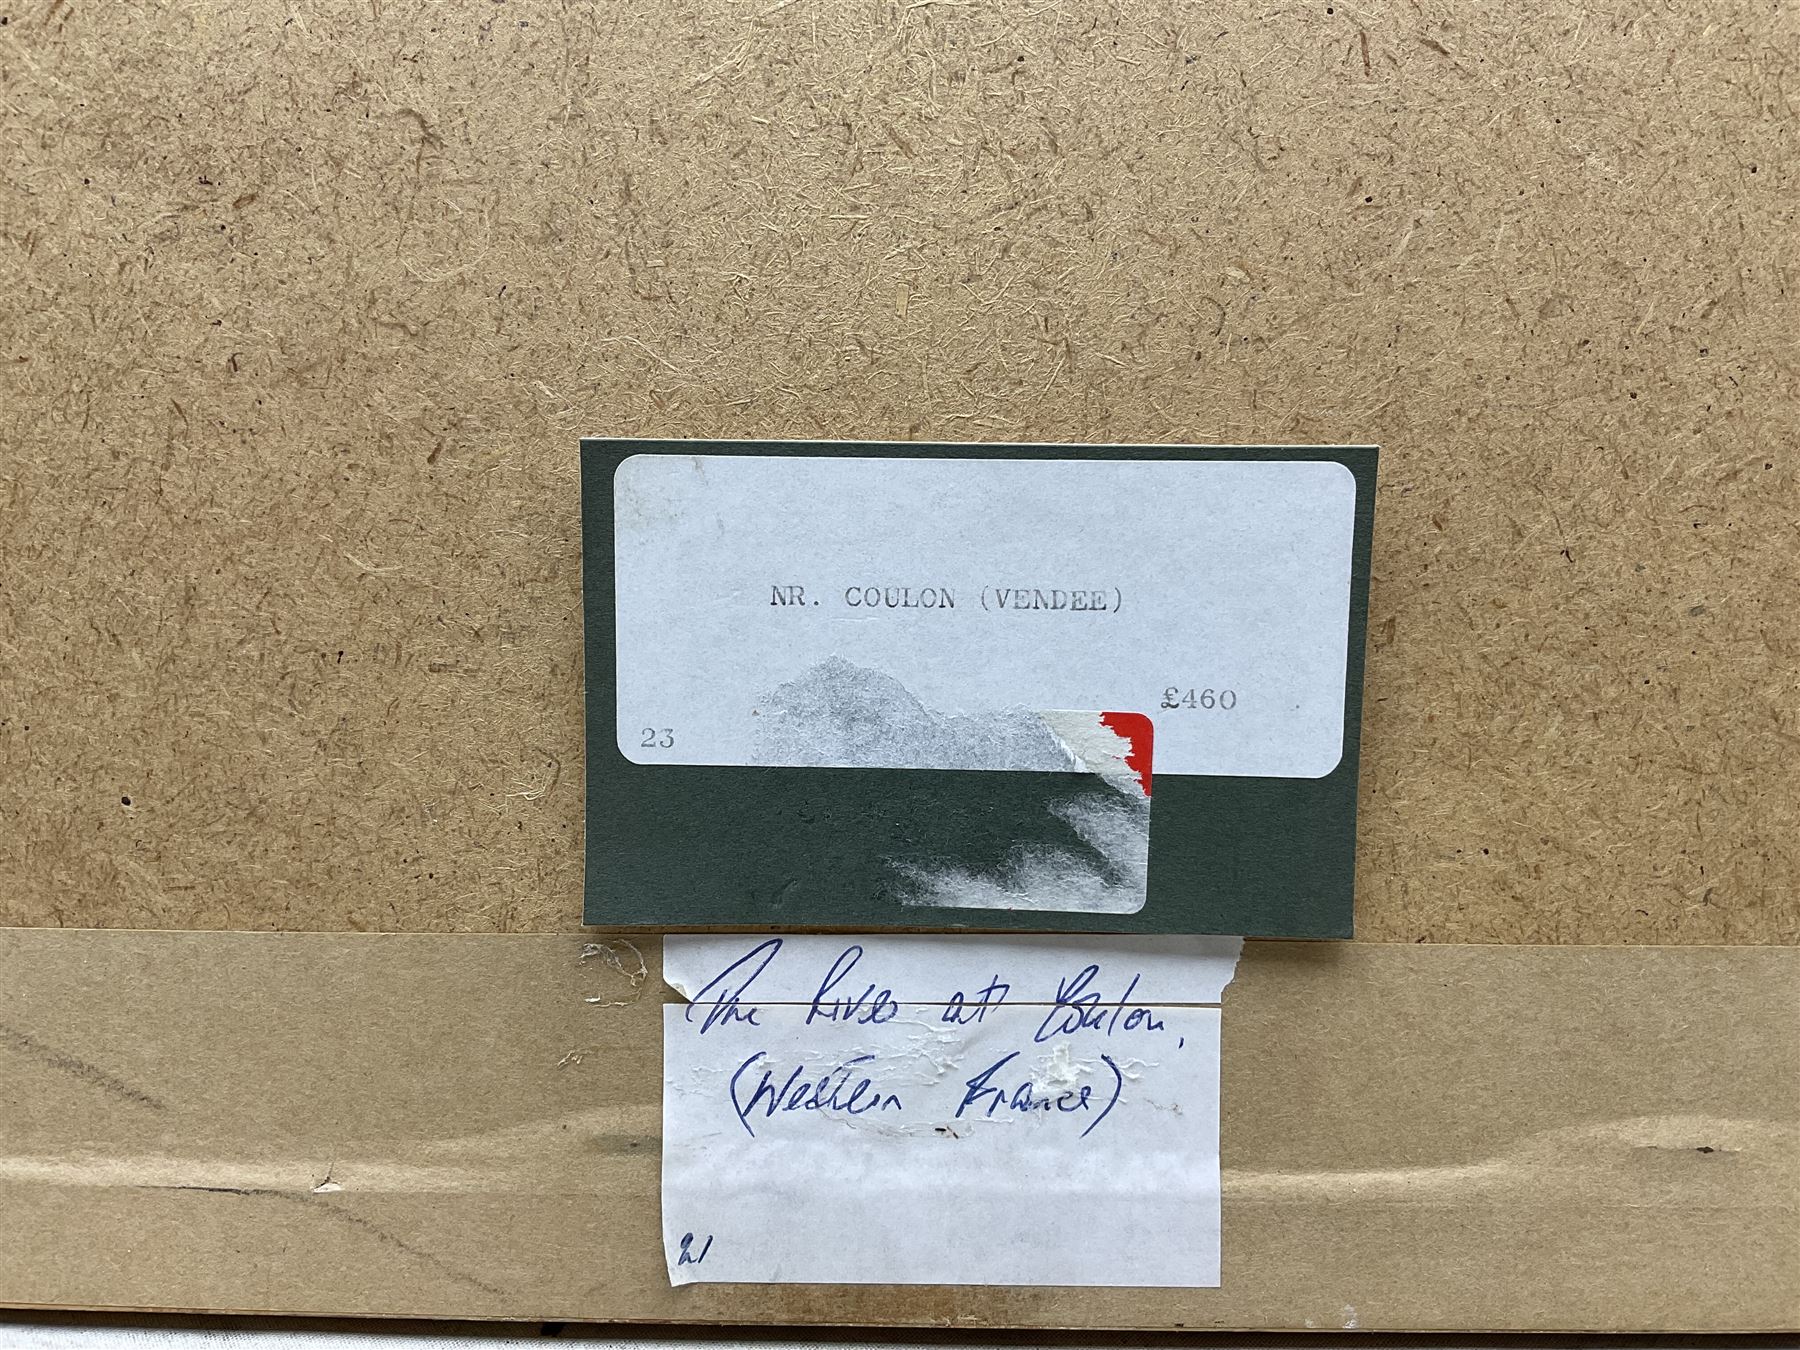 NR. COULON (VENDEE)
£460
23
The River at Coulon,
(Western France)
21